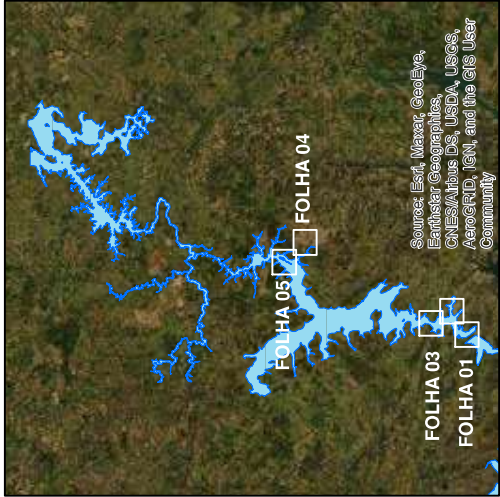 FOLHA 04
FOLHA 05
FOLHA 03
FOLHA 01
Source: Esri, Maxar, GeoEye,
Earthstar Geographics,
CNES/Airbus DS, USDA, USGS,
AeroGRID, IGN, and the GIS User
Community